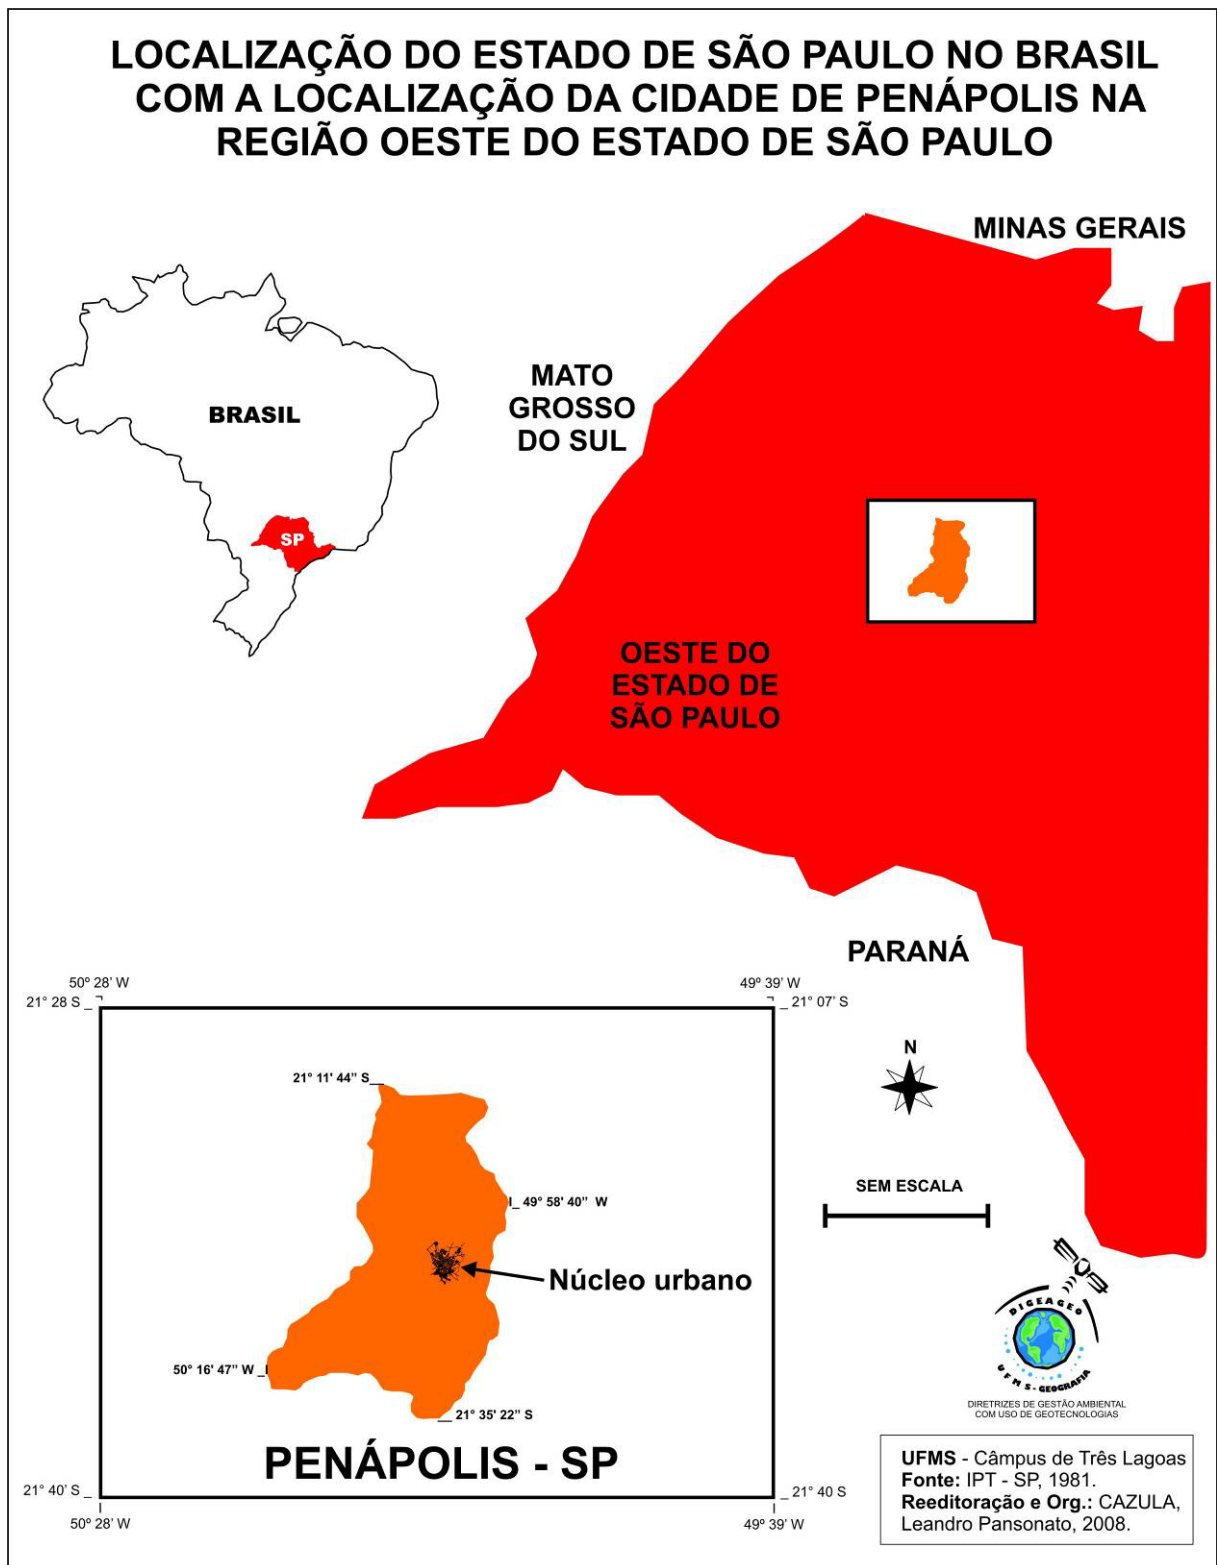 LOCALIZAÇÃO DO ESTADO DE SÃO PAULO NO BRASIL
COM A LOCALIZAÇÃO DA CIDADE DE PENÁPOLIS NA
REGIÃO OESTE DO ESTADO DE SÃO PAULO
MINAS GERAIS
MATO
GROSSO
DO SUL
BRASIL
SP
OESTE DO
ESTADO DE
SÃO PAULO
PARANÁ
50º 28' W
49º 39' W
21° 28 S
21° 07' S
21° 11' 44" S
49° 58' 40" W
Núcleo urbano
50° 16' 47" W
21° 35' 22" S
PENÁPOLIS - SP
21° 40' S
21° 40 S
50º 28' W
49º 39' W
N
SEM ESCALA
DIGEAGEO
UFMS - GEOGRAFIA
DIRETRIZES DE GESTÃO AMBIENTAL
COM USO DE GEOTECNOLOGIAS
UFMS - Câmpus de Três Lagoas
Fonte: IPT - SP, 1981.
Reeditoração e Org.: CAZULA,
Leandro Pansonato, 2008.